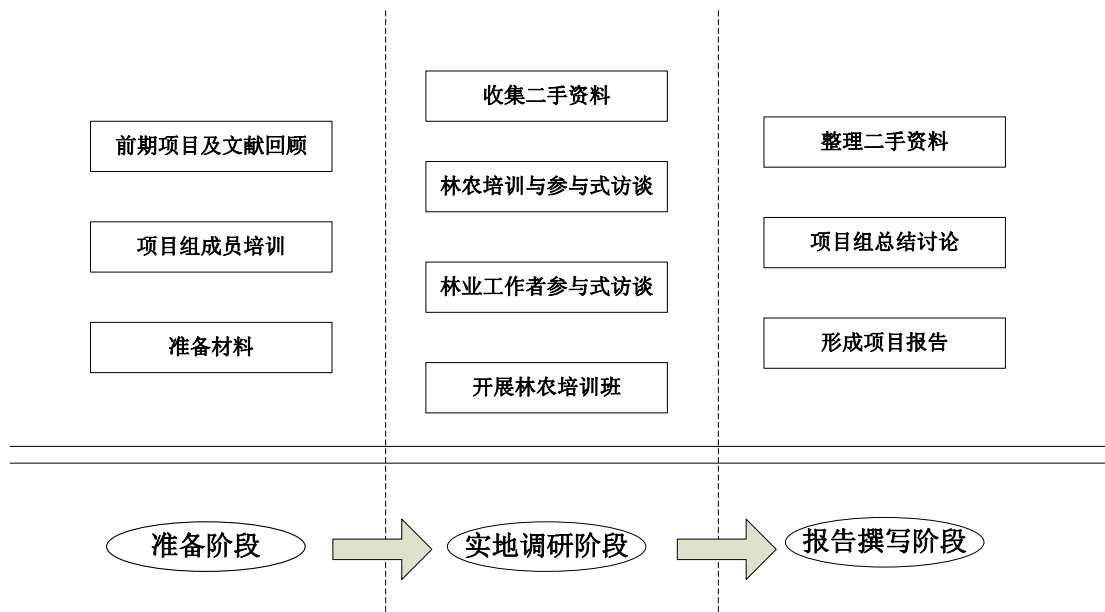 前期项目及文献回顾
项目组成员培训
准备材料
收集二手资料
林农培训与参与式访谈
林业工作者参与式访谈
开展林农培训班
整理二手资料
项目组总结讨论
形成项目报告
准备阶段
实地调研阶段
报告撰写阶段